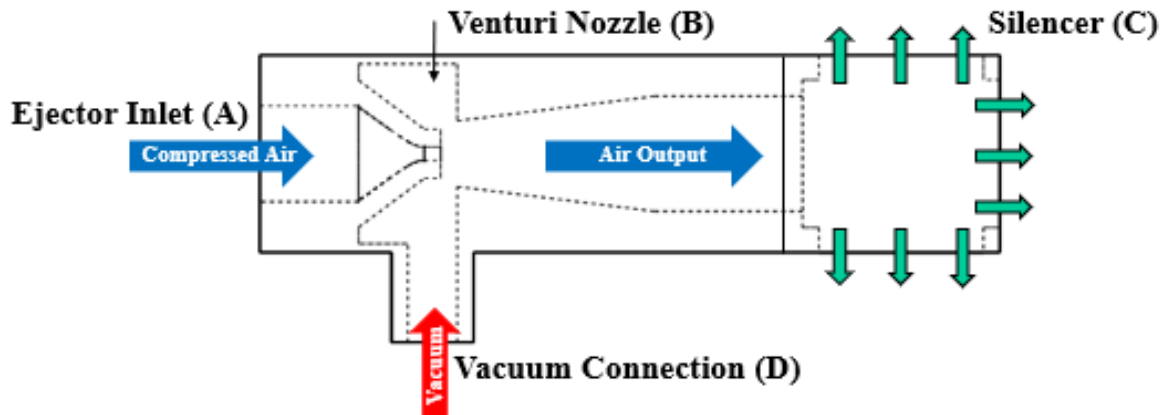 Venturi Nozzle (B)
Silencer (C)
Ejector Inlet (A)
Compressed Air
Air Output
Vacuum
Vacuum Connection (D)